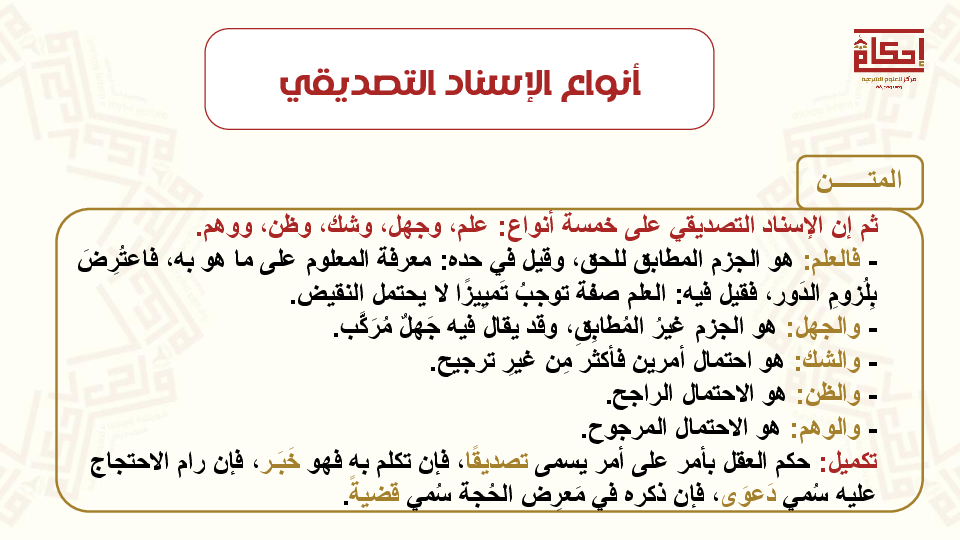 إحكام
مركز للعلوم الشرعية
أنواع الإسناد التصديقي
المتـــــن
ثم إن الإسناد التصديقي على خمسة أنواع: علم، وجهل، وشك، وظن، ووهم.
- فالعلم: هو الجزم المطابق للحق، وقيل في حده: معرفة المعلوم على ما هو به، فاعتُرِضَ
بِلُزومِ الدَور، فقيل فيه: العلم صفة توجبُ تَميِيزًا لا يحتمل النقيض.
- والجهل: هو الجزم غيرُ المُطابِقِ، وقد يقال فيه جَهلٌ مُرَكَّب.
- والشك: هو احتمال أمرين فأكثر مِن غيرِ ترجيح.
- والظن: هو الاحتمال الراجح.
- والوهم: هو الاحتمال المرجوح.
تكميل: حكم العقل بأمر على أمر يسمى تصديقًا، فإن تكلم به فهو خَبَـر، فإن رام الاحتجاج
عليه سُمي دَعوَى، فإن ذكره في مَعرِض الحُجة سُمي قضيةً.